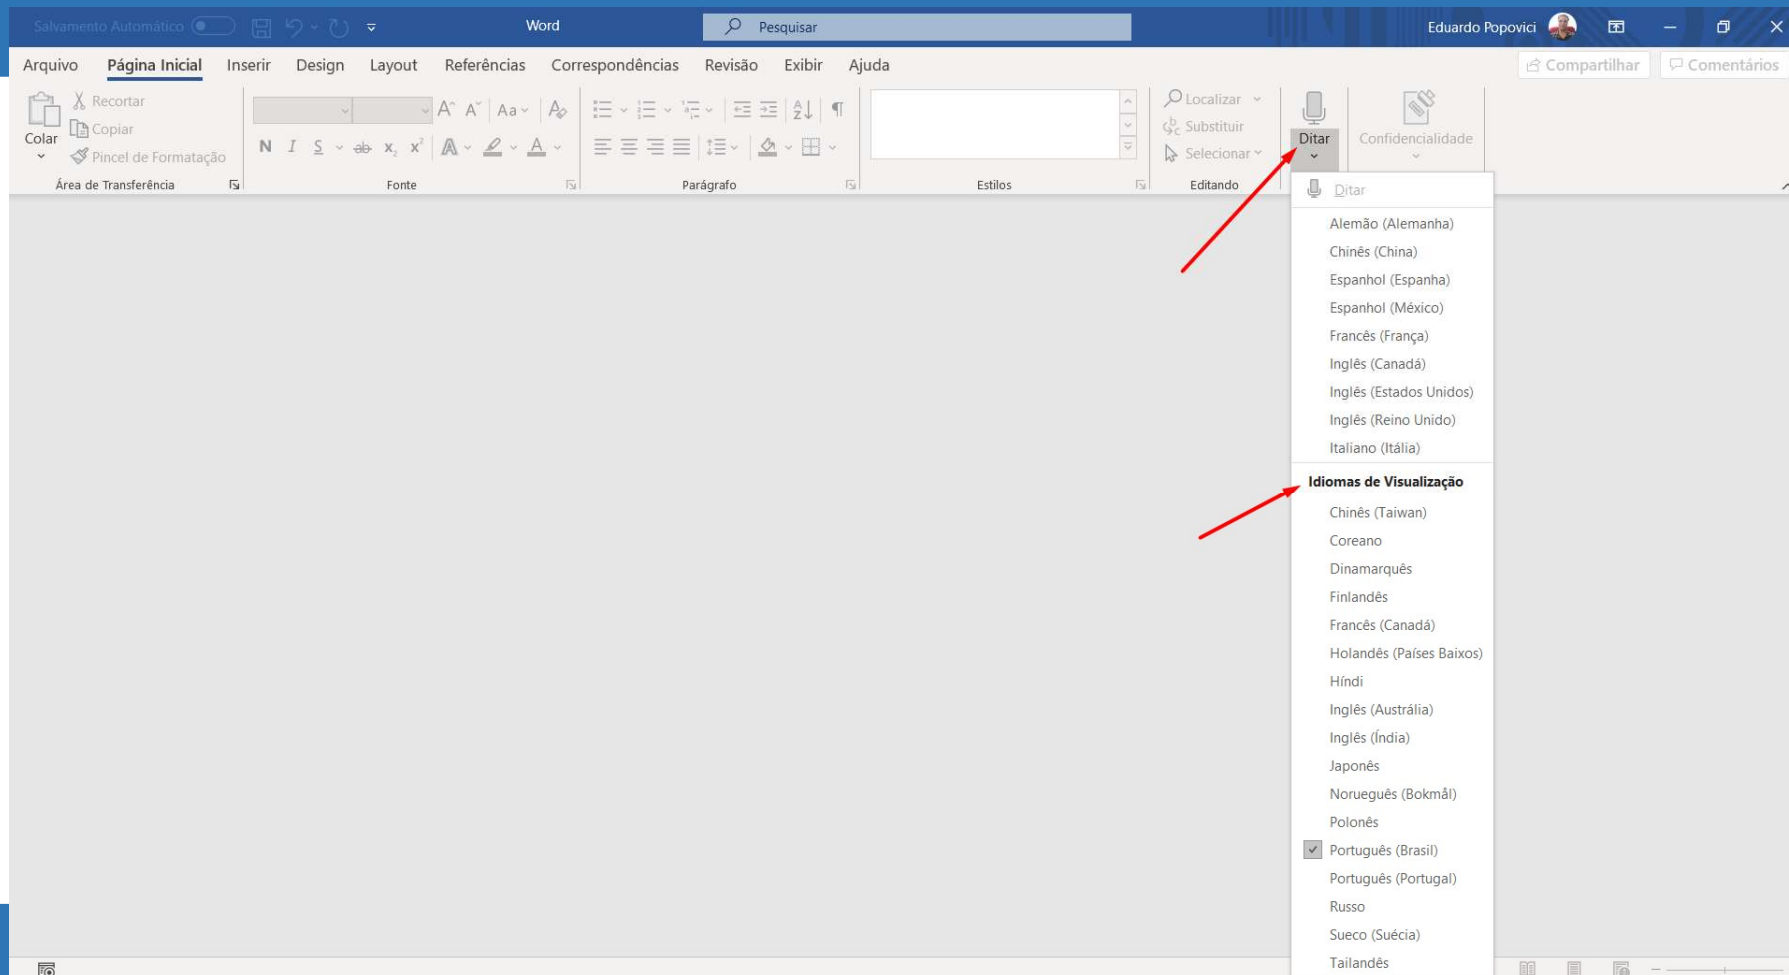 Salvamento Automático
Word
Pesquisar
Eduardo Popovici
Arquivo Página Inicial Inserir Design Layout Referências Correspondências Revisão Exibir Ajuda
Compartilhar
Comentários
Colar
Recortar
Copiar
Pincel de Formatação
Área de Transferência
A A Aa A
N I S ab x₂ x² A A
Fonte
Parágrafo
Estilos
Localizar
Substituir
Selecionar
Editando
Ditar
Confidencialidade
Ditar
Alemão (Alemanha)
Chinês (China)
Espanhol (Espanha)
Espanhol (México)
Francês (França)
Inglês (Canadá)
Inglês (Estados Unidos)
Inglês (Reino Unido)
Italiano (Itália)
Idiomas de Visualização
Chinês (Taiwan)
Coreano
Dinamarquês
Finlandês
Francês (Canadá)
Holandês (Países Baixos)
Híndi
Inglês (Austrália)
Inglês (Índia)
Japonês
Norueguês (Bokmål)
Polonês
Português (Brasil)
Português (Portugal)
Russo
Sueco (Suécia)
Tailandês